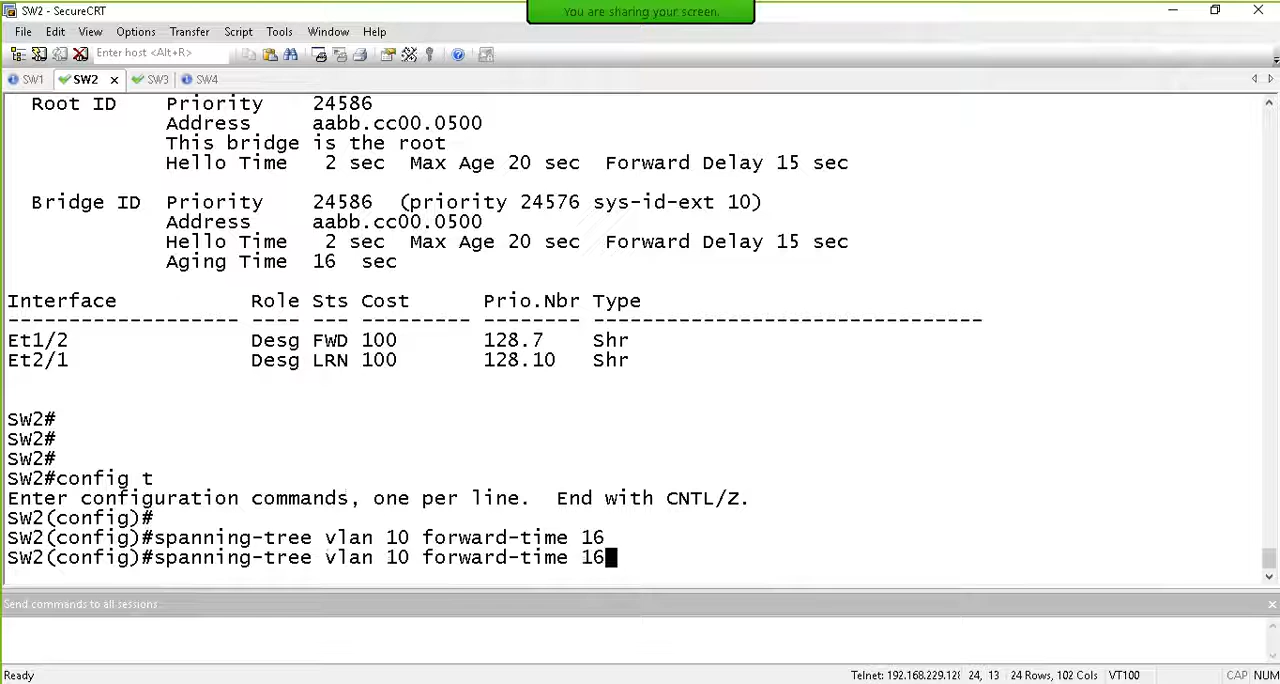 SW2 - SecureCRT
You are sharing your screen.
File Edit View Options Transfer Script Tools Window Help
Enter host <Alt+R>
SW1 SW2 SW3 SW4
Root ID Priority 24586
Address aabb.cc00.0500
This bridge is the root
Hello Time 2 sec Max Age 20 sec Forward Delay 15 sec
Bridge ID Priority 24586 (priority 24576 sys-id-ext 10)
Address aabb.cc00.0500
Hello Time 2 sec Max Age 20 sec Forward Delay 15 sec
Aging Time 16 sec
Interface Role Sts Cost Prio.Nbr Type
------------------- ---- --- --------- -------- --------------------------------
Et1/2 Desg FWD 100 128.7 Shr
Et2/1 Desg LRN 100 128.10 Shr
SW2#
SW2#
SW2#
SW2#config t
Enter configuration commands, one per line. End with CNTL/Z.
SW2(config)#
SW2(config)#spanning-tree vlan 10 forward-time 16
SW2(config)#spanning-tree vlan 10 forward-time 16
Send commands to all sessions
Ready Telnet: 192.168.229.12 24, 13 24 Rows, 102 Cols VT100 CAP NUM